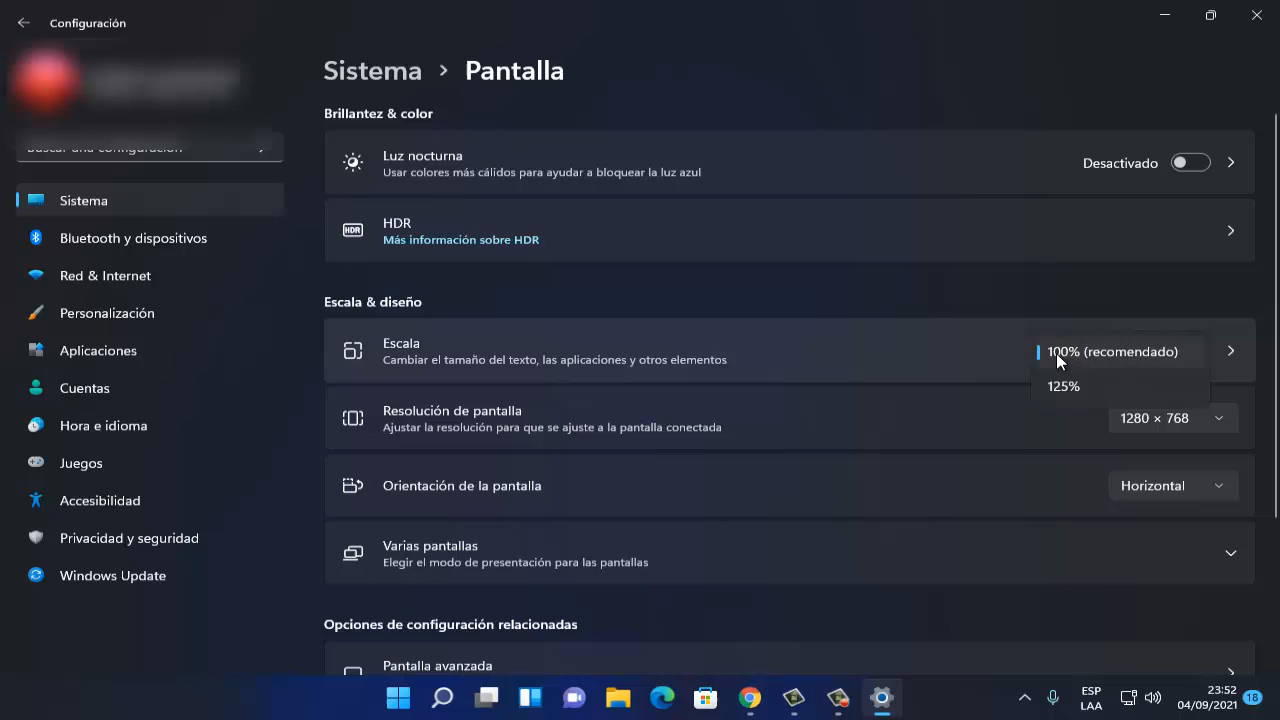 Configuración
Sistema > Pantalla
Brillantez & color
Luz nocturna
Usar colores más cálidos para ayudar a bloquear la luz azul
Desactivado
HDR
HDR
Más información sobre HDR
Escala & diseño
Escala
Cambiar el tamaño del texto, las aplicaciones y otros elementos
100% (recomendado)
125%
Resolución de pantalla
Ajustar la resolución para que se ajuste a la pantalla conectada
1280 × 768
Orientación de la pantalla
Horizontal
Varias pantallas
Elegir el modo de presentación para las pantallas
Opciones de configuración relacionadas
Pantalla avanzada
Buscar una configuración
Sistema
Bluetooth y dispositivos
Red & Internet
Personalización
Aplicaciones
Cuentas
Hora e idioma
Juegos
Accesibilidad
Privacidad y seguridad
Windows Update
ESP
LAA
23:52
04/09/2021
18